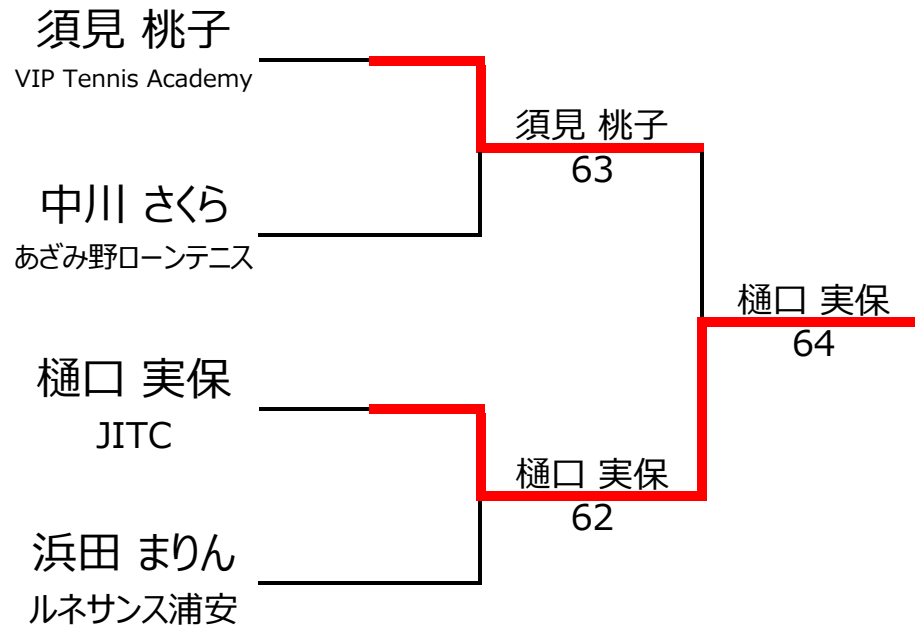 須見 桃子
VIP Tennis Academy
須見 桃子
63
中川 さくら
あざみ野ローンテニス
樋口 実保
64
樋口 実保
JITC
樋口 実保
62
浜田 まりん
ルネサンス浦安